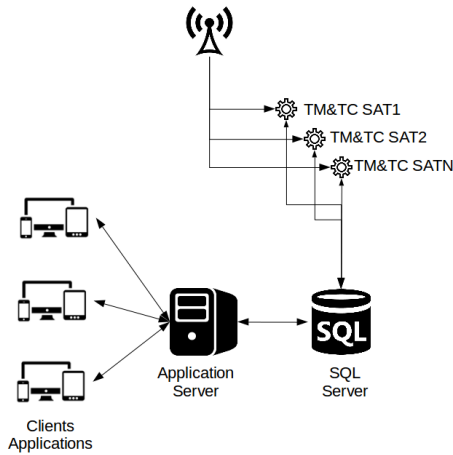 TM&TC SAT1
TM&TC SAT2
TM&TC SATN
SQL
Application
Server
SQL
Server
Clients
Applications